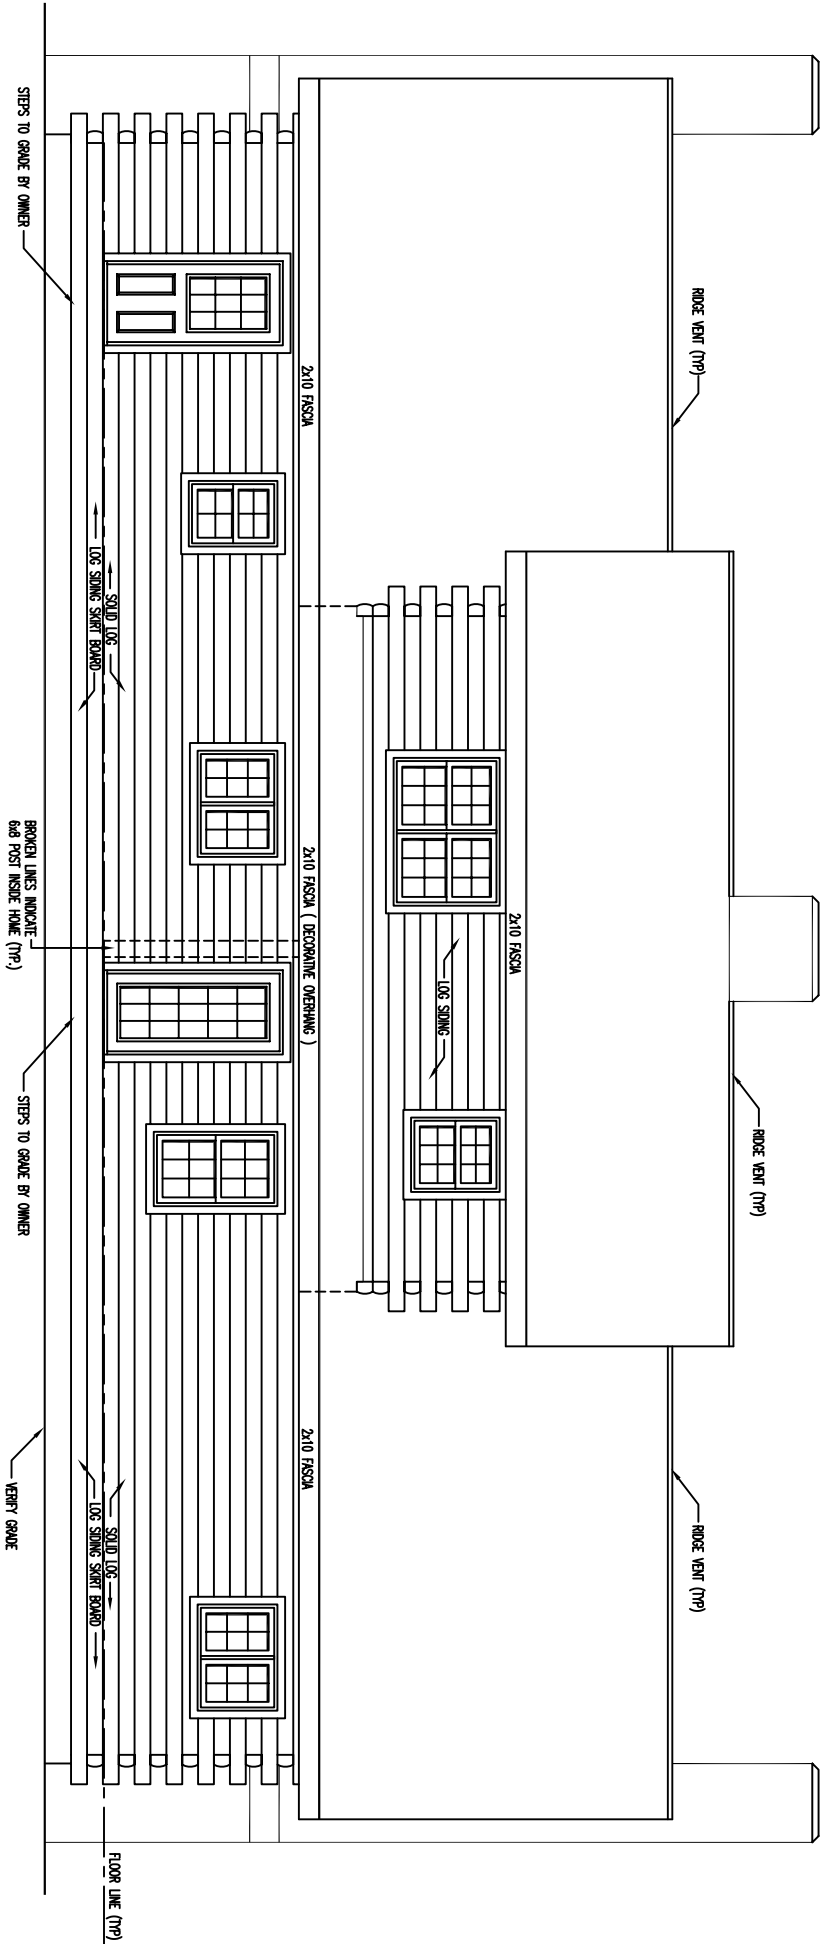 RIDGE VENT (TYP)
RIDGE VENT (TYP)
RIDGE VENT (TYP)
2x10 FASCIA
LOG SIDING
2x10 FASCIA
2x10 FASCIA ( DECORATIVE OVERHANG )
2x10 FASCIA
SOLID LOG
LOG SIDING SKIRT BOARD
SOLID LOG
LOG SIDING SKIRT BOARD
FLOOR LINE (TYP)
STEPS TO GRADE BY OWNER
BROKEN LINES INDICATE
6x8 POST INSIDE HOME (TYP.)
STEPS TO GRADE BY OWNER
VERIFY GRADE